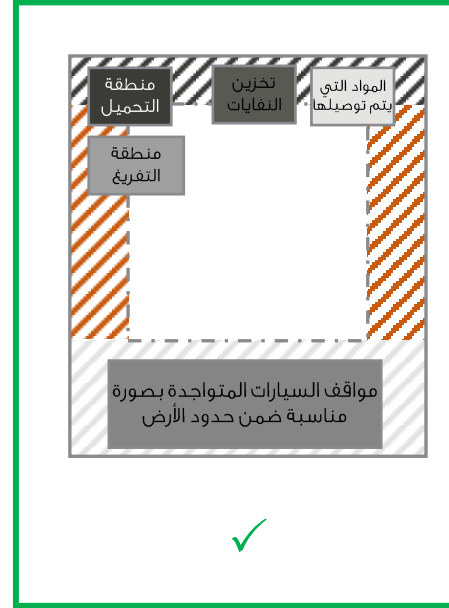 المواد التي
يتم توصيلها
تخزين
النفايات
منطقة
التحميل
منطقة
التفريغ
مواقف السيارات المتواجدة بصورة
مناسبة ضمن حدود الأرض